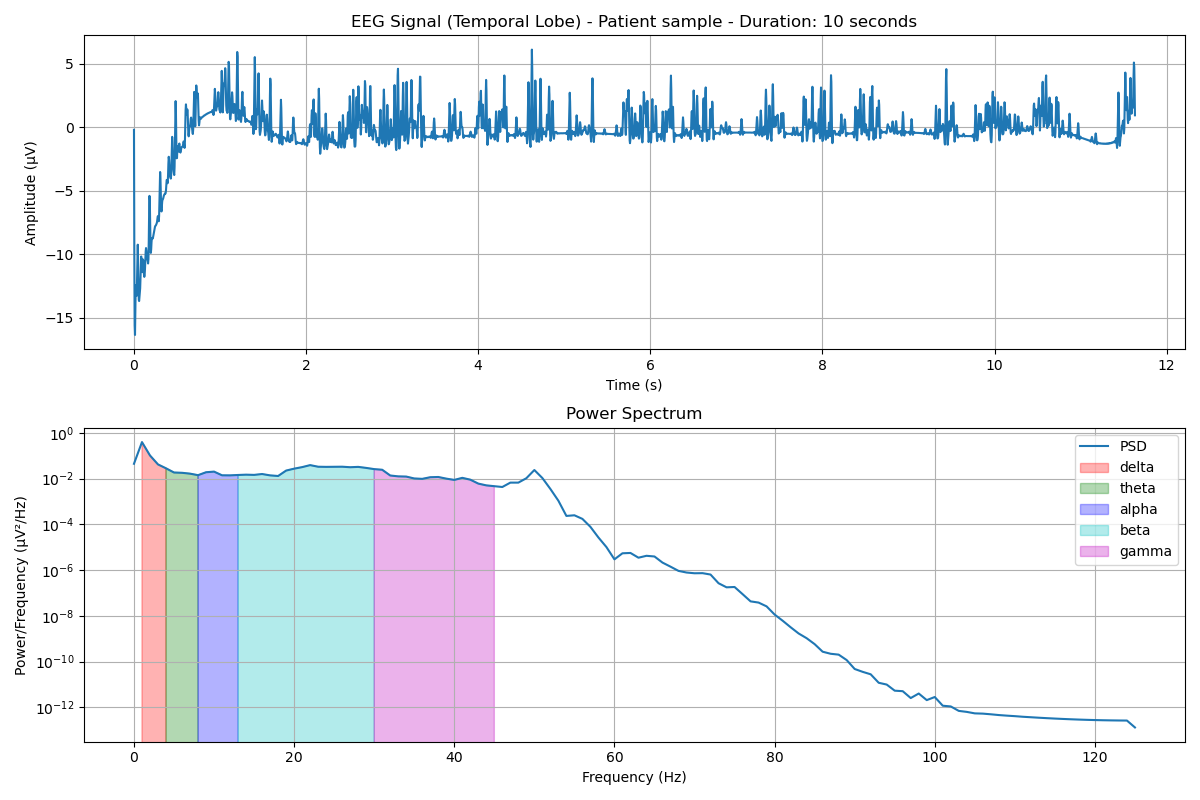 EEG Signal (Temporal Lobe) - Patient sample - Duration: 10 seconds
5
0
−5
−10
−15
Amplitude (µV)
0 2 4 6 8 10 12
Time (s)
Power Spectrum
10⁰
10⁻²
10⁻⁴
10⁻⁶
10⁻⁸
10⁻¹⁰
10⁻¹²
Power/Frequency (µV²/Hz)
PSD
delta
theta
alpha
beta
gamma
0 20 40 60 80 100 120
Frequency (Hz)